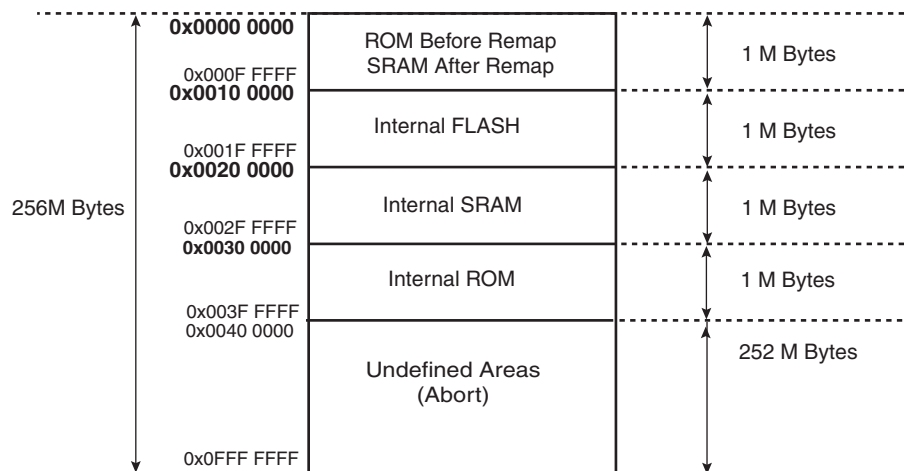 0x0000 0000
ROM Before Remap
SRAM After Remap
1 M Bytes
0x000F FFFF
0x0010 0000
Internal FLASH
1 M Bytes
0x001F FFFF
0x0020 0000
256M Bytes
Internal SRAM
1 M Bytes
0x002F FFFF
0x0030 0000
Internal ROM
1 M Bytes
0x003F FFFF
0x0040 0000
252 M Bytes
Undefined Areas
(Abort)
0x0FFF FFFF